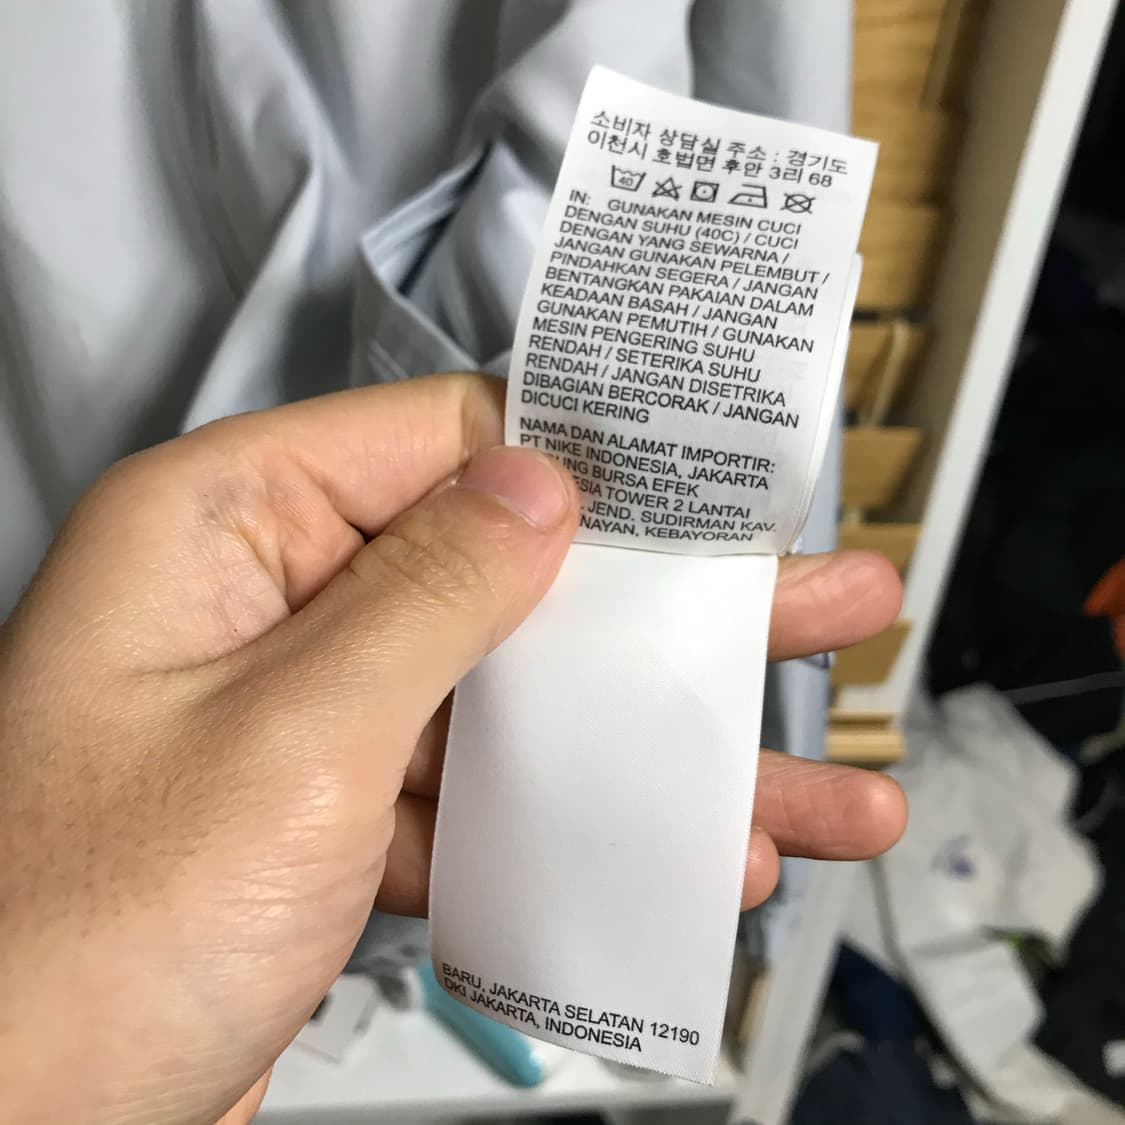 소비자 상담실 주소 : 경기도
이천시 호법면 후안 3리 68
40
IN: GUNAKAN MESIN CUCI
DENGAN SUHU (40C) / CUCI
DENGAN YANG SEWARNA /
JANGAN GUNAKAN PELEMBUT /
PINDAHKAN SEGERA / JANGAN
BENTANGKAN PAKAIAN DALAM
KEADAAN BASAH / JANGAN
GUNAKAN PEMUTIH / GUNAKAN
MESIN PENGERING SUHU
RENDAH / SETERIKA SUHU
RENDAH / JANGAN DISETRIKA
DIBAGIAN BERCORAK / JANGAN
DICUCI KERING
NAMA DAN ALAMAT IMPORTIR:
PT NIKE INDONESIA, JAKARTA
BURSA EFEK
TOWER 2 LANTAI
JEND. SUDIRMAN KAV.
KEBAYORAN
BARU, JAKARTA SELATAN 12190
DKI JAKARTA, INDONESIA